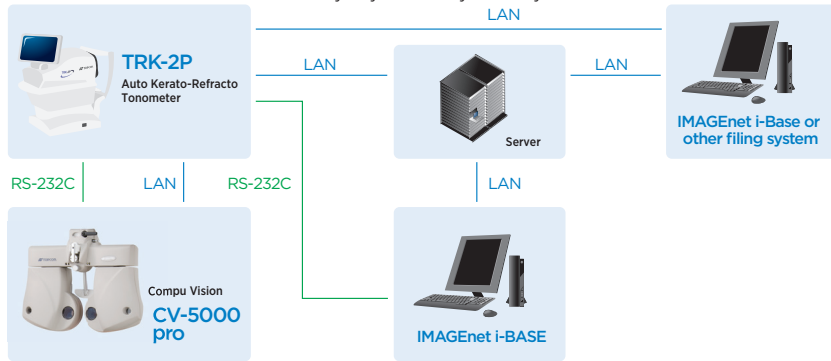 LAN
TRK-2P
Auto Kerato-Refracto
Tonometer
LAN
LAN
Server
IMAGEnet i-Base or
other filing system
RS-232C
LAN
RS-232C
LAN
Compu Vision
CV-5000
pro
IMAGEnet i-BASE